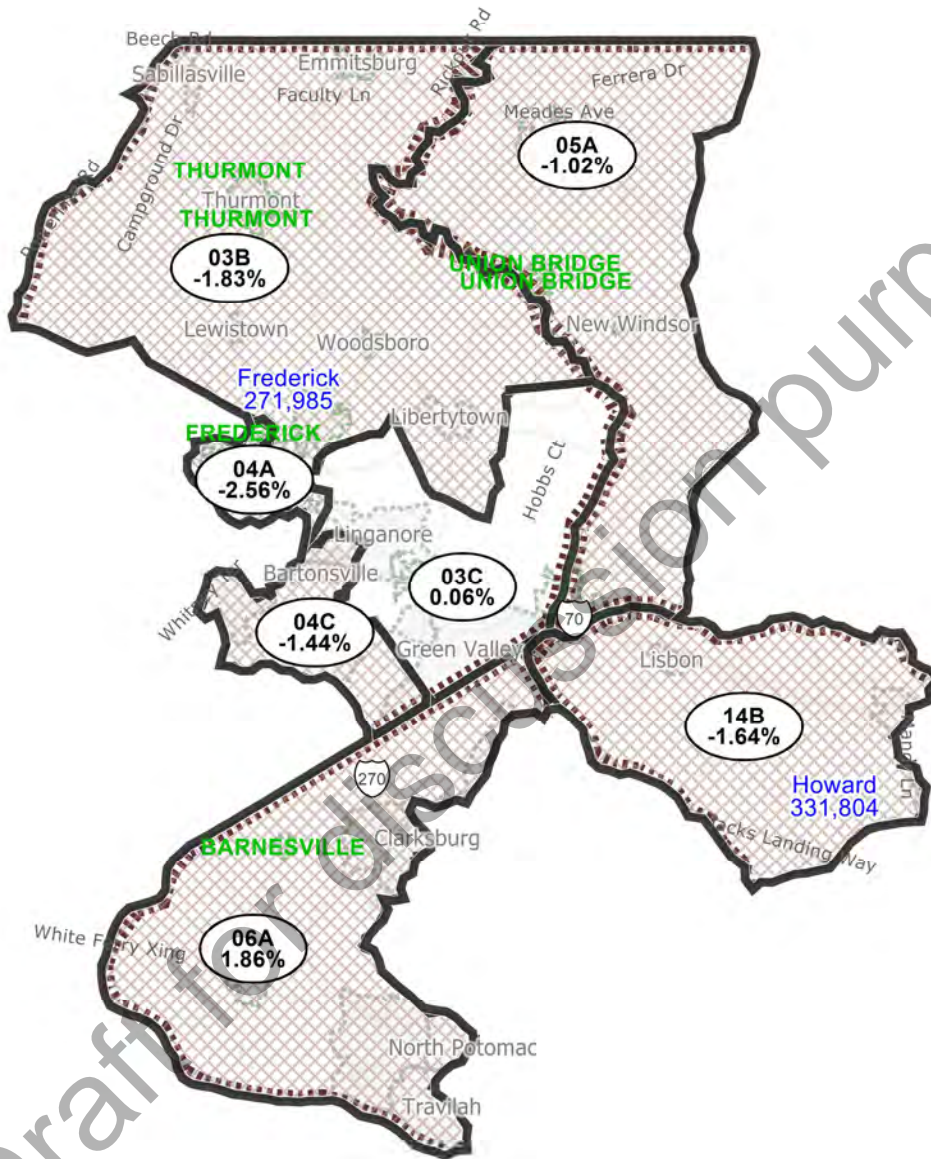 Beech Rd
Sabillasville
Emmitsburg
Faculty Ln
Ferrera Dr
Meades Ave
05A
-1.02%
Campground Dr
THURMONT
Thurmont
THURMONT
03B
-1.83%
UNION BRIDGE
UNION BRIDGE
New Windsor
Lewistown
Woodsboro
Frederick
271,985
Libertytown
FREDERICK
04A
-2.56%
Hobbs Ct
Linganore
Bartonsville
03C
0.06%
04C
-1.44%
Green Valley
70
Lisbon
14B
-1.64%
Howard
331,804
Landing Way
270
Clarksburg
BARNESVILLE
White Ferry Xing
06A
1.86%
North Potomac
Travilah
Draft for discussion purp